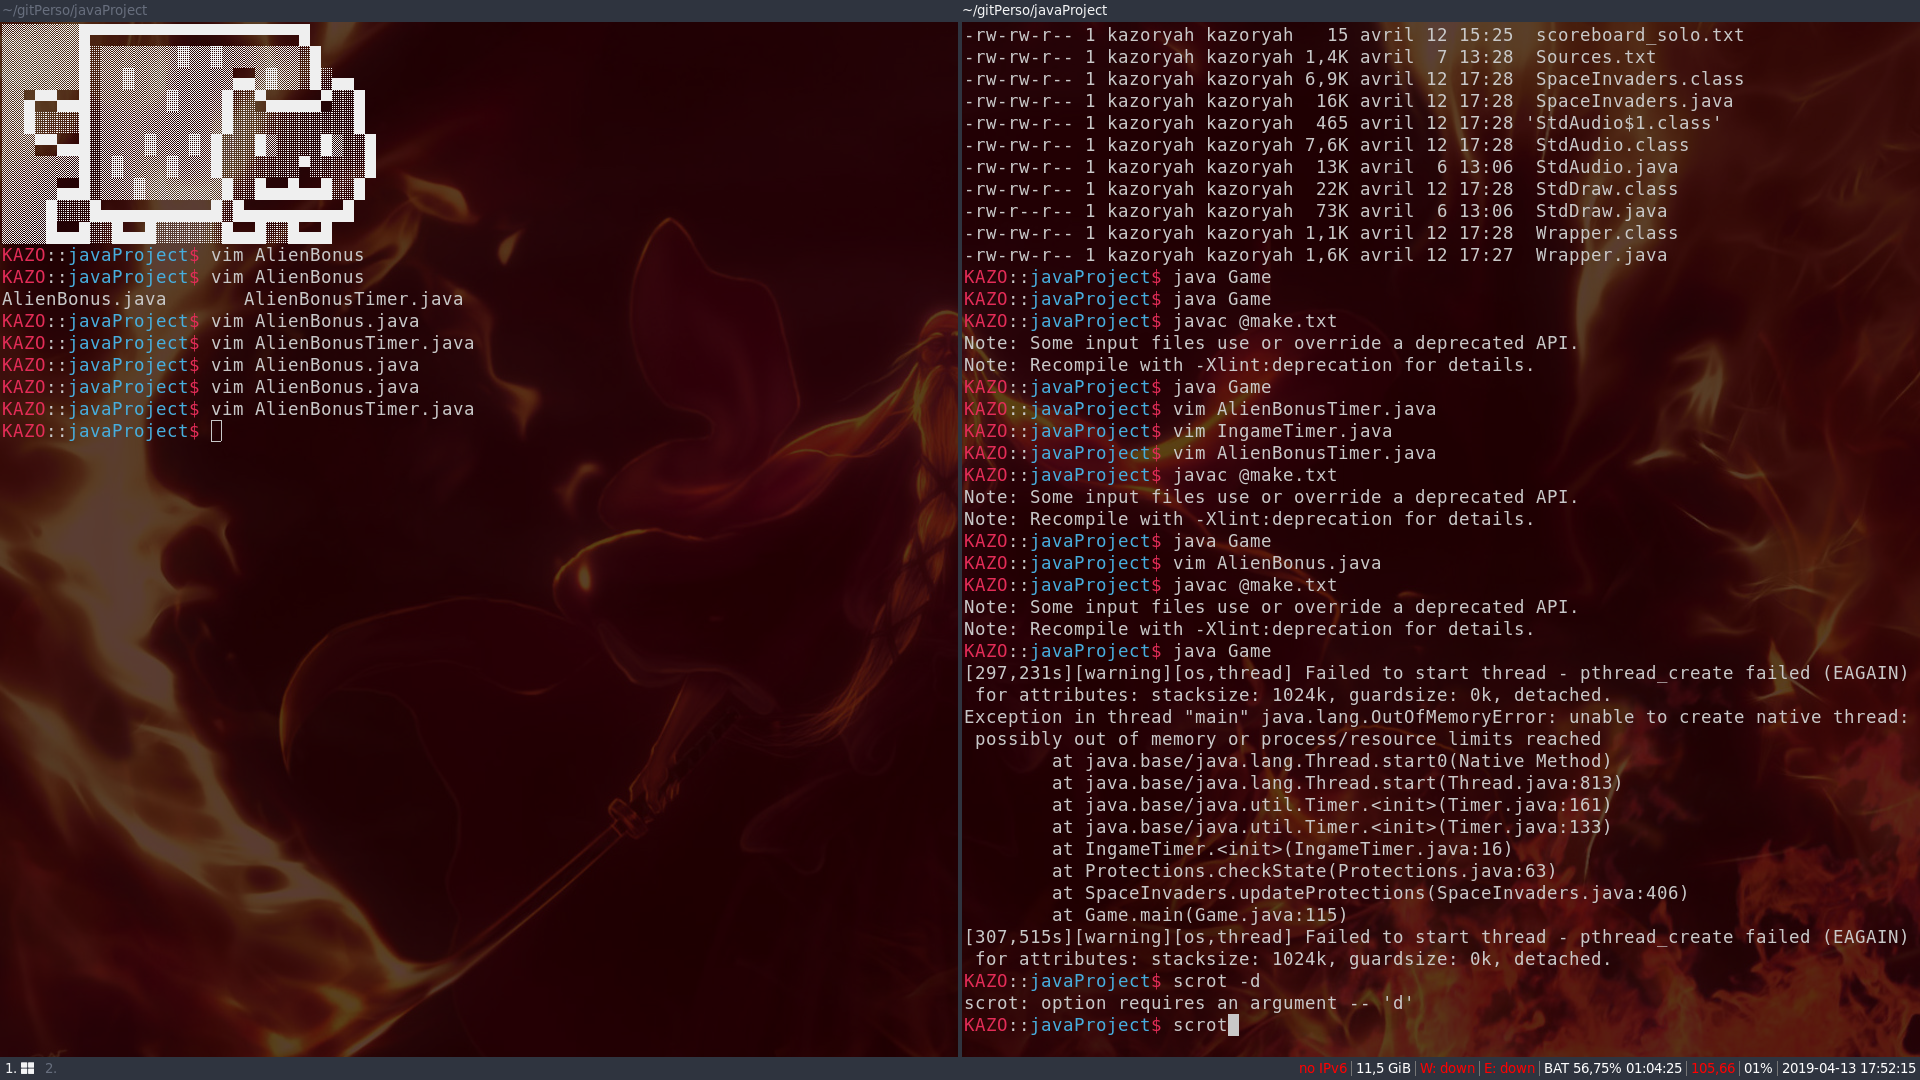 ~/gitPerso/javaProject
KAZO::javaProject$ vim AlienBonus
KAZO::javaProject$ vim AlienBonus
AlienBonus.java       AlienBonusTimer.java
KAZO::javaProject$ vim AlienBonus.java
KAZO::javaProject$ vim AlienBonusTimer.java
KAZO::javaProject$ vim AlienBonus.java
KAZO::javaProject$ vim AlienBonus.java
KAZO::javaProject$ vim AlienBonusTimer.java
KAZO::javaProject$
~/gitPerso/javaProject
-rw-rw-r-- 1 kazoryah kazoryah   15 avril 12 15:25  scoreboard_solo.txt
-rw-rw-r-- 1 kazoryah kazoryah 1,4K avril  7 13:28  Sources.txt
-rw-rw-r-- 1 kazoryah kazoryah 6,9K avril 12 17:28  SpaceInvaders.class
-rw-rw-r-- 1 kazoryah kazoryah  16K avril 12 17:28  SpaceInvaders.java
-rw-rw-r-- 1 kazoryah kazoryah  465 avril 12 17:28 'StdAudio$1.class'
-rw-rw-r-- 1 kazoryah kazoryah 7,6K avril 12 17:28  StdAudio.class
-rw-rw-r-- 1 kazoryah kazoryah  13K avril  6 13:06  StdAudio.java
-rw-rw-r-- 1 kazoryah kazoryah  22K avril 12 17:28  StdDraw.class
-rw-r--r-- 1 kazoryah kazoryah  73K avril  6 13:06  StdDraw.java
-rw-rw-r-- 1 kazoryah kazoryah 1,1K avril 12 17:28  Wrapper.class
-rw-rw-r-- 1 kazoryah kazoryah 1,6K avril 12 17:27  Wrapper.java
KAZO::javaProject$ java Game
KAZO::javaProject$ java Game
KAZO::javaProject$ javac @make.txt
Note: Some input files use or override a deprecated API.
Note: Recompile with -Xlint:deprecation for details.
KAZO::javaProject$ java Game
KAZO::javaProject$ vim AlienBonusTimer.java
KAZO::javaProject$ vim IngameTimer.java
KAZO::javaProject$ vim AlienBonusTimer.java
KAZO::javaProject$ javac @make.txt
Note: Some input files use or override a deprecated API.
Note: Recompile with -Xlint:deprecation for details.
KAZO::javaProject$ java Game
KAZO::javaProject$ vim AlienBonus.java
KAZO::javaProject$ javac @make.txt
Note: Some input files use or override a deprecated API.
Note: Recompile with -Xlint:deprecation for details.
KAZO::javaProject$ java Game
[297,231s][warning][os,thread] Failed to start thread - pthread_create failed (EAGAIN)
 for attributes: stacksize: 1024k, guardsize: 0k, detached.
Exception in thread "main" java.lang.OutOfMemoryError: unable to create native thread:
 possibly out of memory or process/resource limits reached
        at java.base/java.lang.Thread.start0(Native Method)
        at java.base/java.lang.Thread.start(Thread.java:813)
        at java.base/java.util.Timer.<init>(Timer.java:161)
        at java.base/java.util.Timer.<init>(Timer.java:133)
        at IngameTimer.<init>(IngameTimer.java:16)
        at Protections.checkState(Protections.java:63)
        at SpaceInvaders.updateProtections(SpaceInvaders.java:406)
        at Game.main(Game.java:115)
[307,515s][warning][os,thread] Failed to start thread - pthread_create failed (EAGAIN)
 for attributes: stacksize: 1024k, guardsize: 0k, detached.
KAZO::javaProject$ scrot -d
scrot: option requires an argument -- 'd'
KAZO::javaProject$ scrot
1. 2. no IPv6|11,5 GiB|W: down|E: down|BAT 56,75% 01:04:25|105,66|01%|2019-04-13 17:52:15